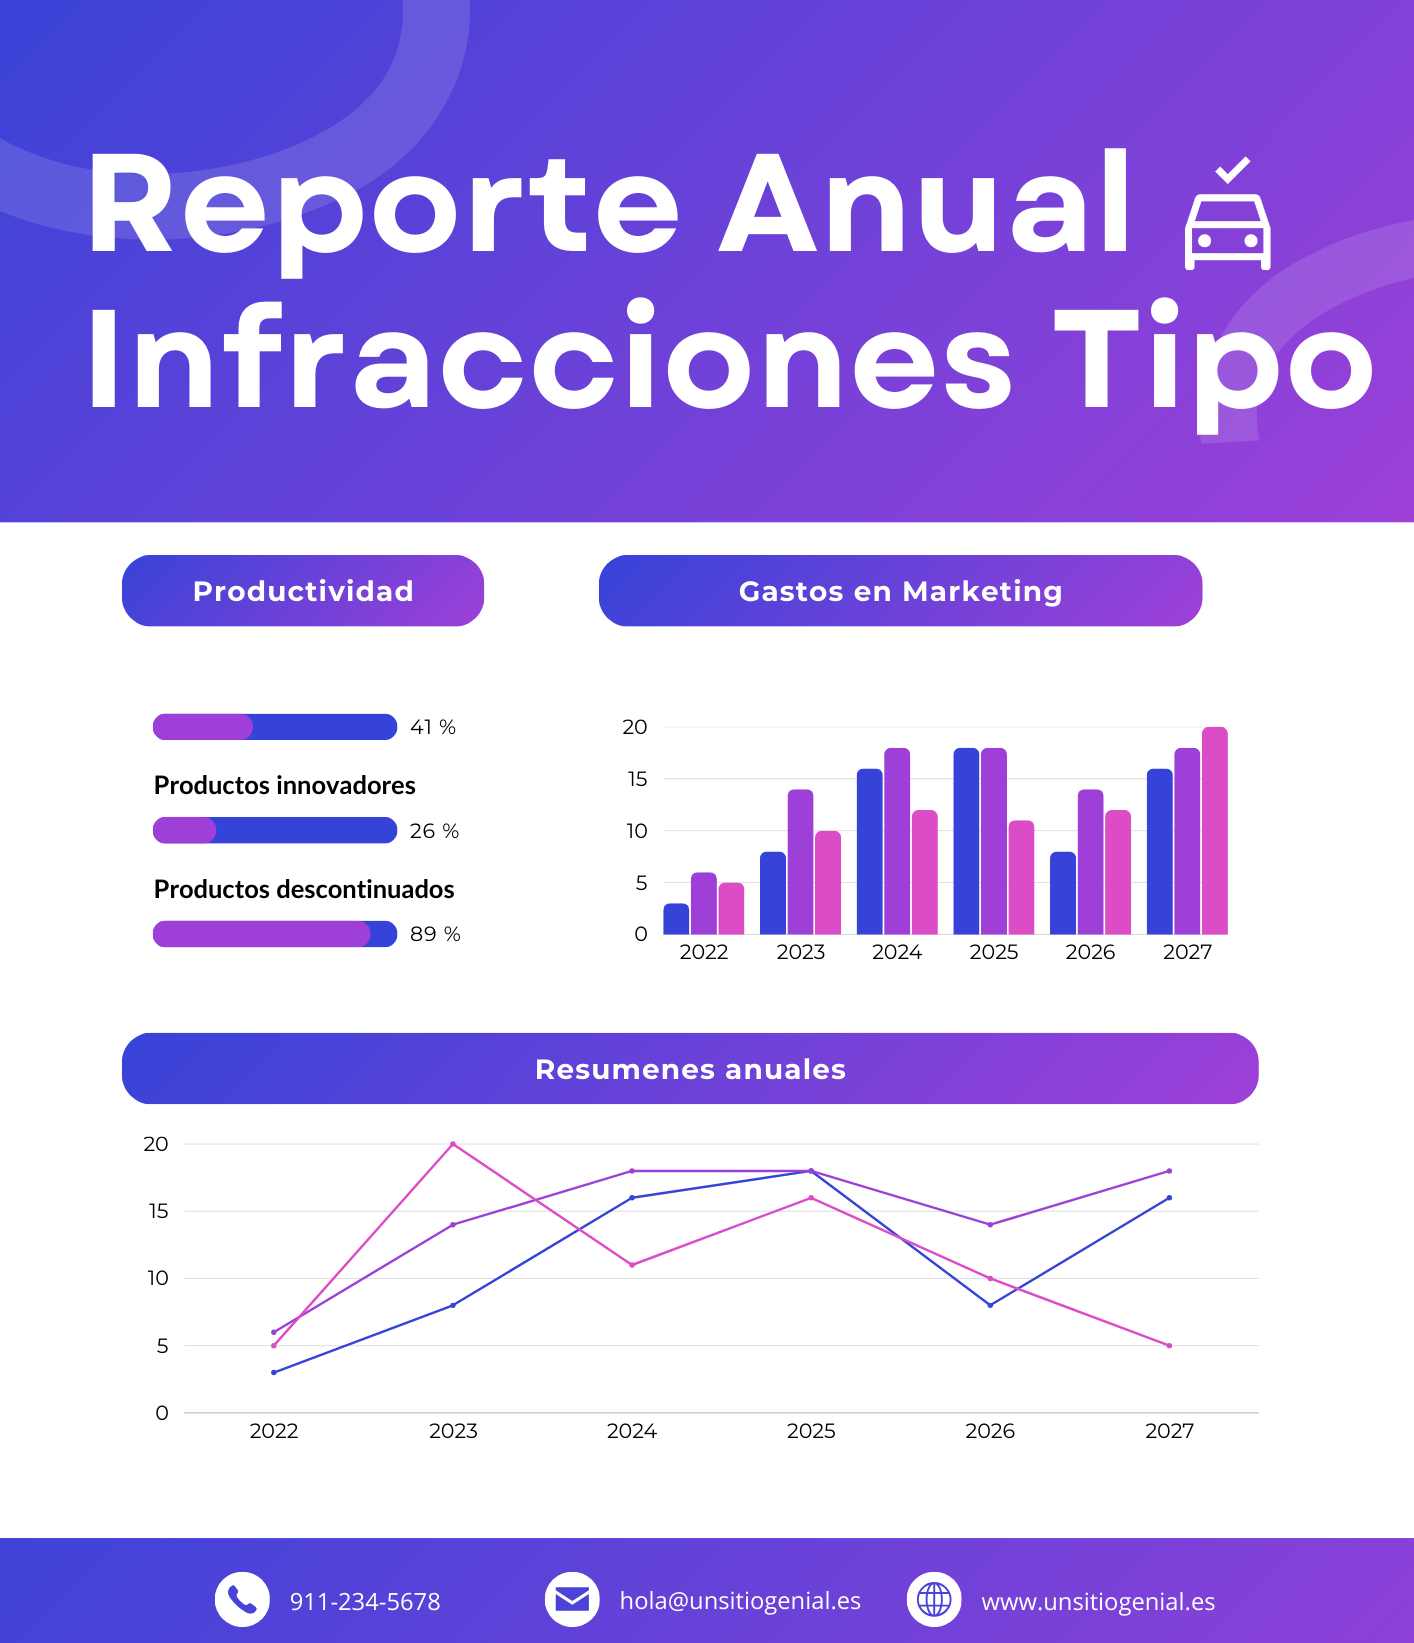 Reporte Anual
Infracciones Tipo
Productividad
Gastos en Marketing
41 %
Productos innovadores
26 %
Productos descontinuados
89 %
20
15
10
5
0
2022 2023 2024 2025 2026 2027
Resumenes anuales
20
15
10
5
0
2022 2023 2024 2025 2026 2027
911-234-5678
hola@unsitiogenial.es
www.unsitiogenial.es